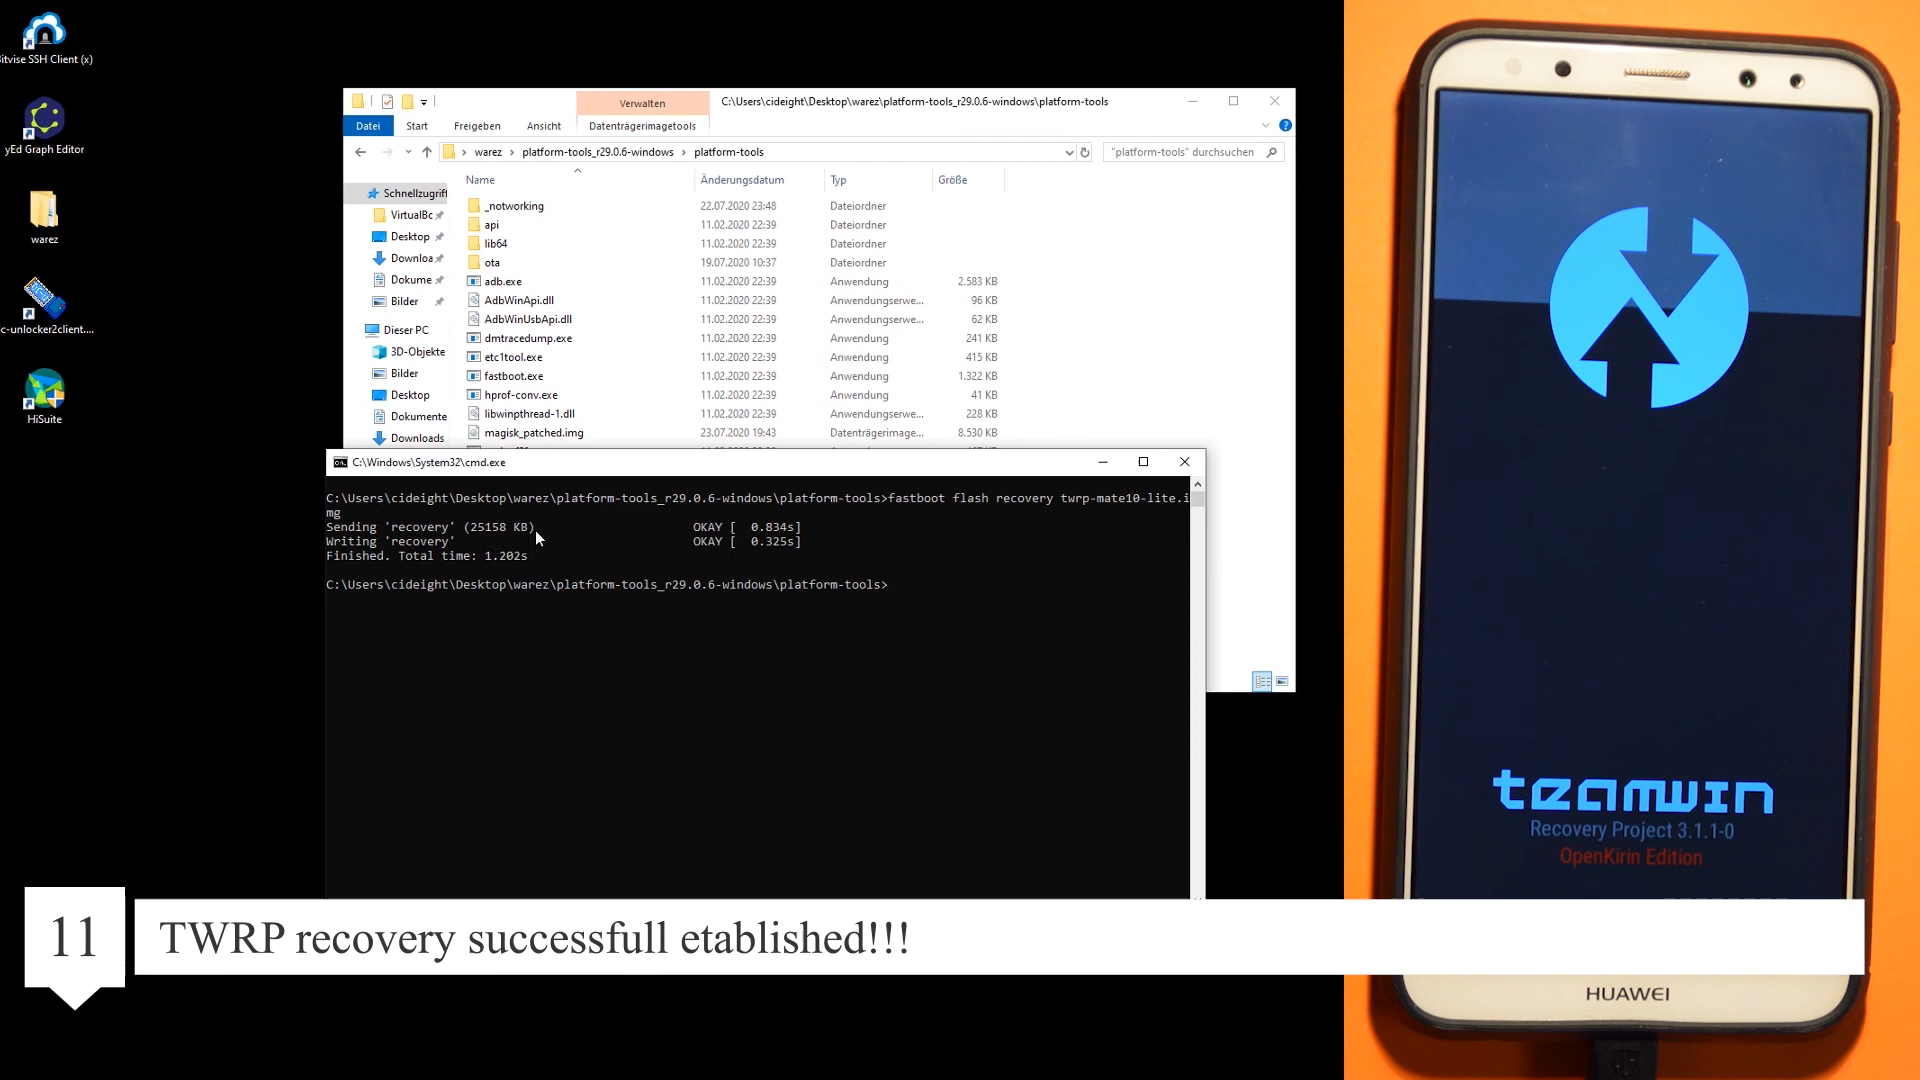 itvise SSH Client (x)
yEd Graph Editor
warez
c-unlocker2client....
HiSuite
Verwalten
C:\Users\cideight\Desktop\warez\platform-tools_r29.0.6-windows\platform-tools
Datei Start Freigeben Ansicht Datenträgerimagetools
warez platform-tools_r29.0.6-windows platform-tools
"platform-tools" durchsuchen
Name Änderungsdatum Typ Größe
Schnellzugriff
VirtualBc
Desktop
Downloa
Dokume
Bilder
Dieser PC
3D-Objekte
Bilder
Desktop
Dokumente
Downloads
_notworking 22.07.2020 23:48 Dateiordner
api 11.02.2020 22:39 Dateiordner
lib64 11.02.2020 22:39 Dateiordner
ota 19.07.2020 10:37 Dateiordner
adb.exe 11.02.2020 22:39 Anwendung 2.583 KB
AdbWinApi.dll 11.02.2020 22:39 Anwendungserwe... 96 KB
AdbWinUsbApi.dll 11.02.2020 22:39 Anwendungserwe... 62 KB
dmtracedump.exe 11.02.2020 22:39 Anwendung 241 KB
etc1tool.exe 11.02.2020 22:39 Anwendung 415 KB
fastboot.exe 11.02.2020 22:39 Anwendung 1.322 KB
hprof-conv.exe 11.02.2020 22:39 Anwendung 41 KB
libwinpthread-1.dll 11.02.2020 22:39 Anwendungserwe... 228 KB
magisk_patched.img 23.07.2020 19:43 Datenträgerimage... 8.530 KB
C:\Windows\System32\cmd.exe
C:\Users\cideight\Desktop\warez\platform-tools_r29.0.6-windows\platform-tools>fastboot flash recovery twrp-mate10-lite.i
mg
Sending 'recovery' (25158 KB) OKAY [ 0.834s]
Writing 'recovery' OKAY [ 0.325s]
Finished. Total time: 1.202s
C:\Users\cideight\Desktop\warez\platform-tools_r29.0.6-windows\platform-tools>
teamwin
Recovery Project 3.1.1-0
OpenKirin Edition
11
TWRP recovery successfull etablished!!!
HUAWEI